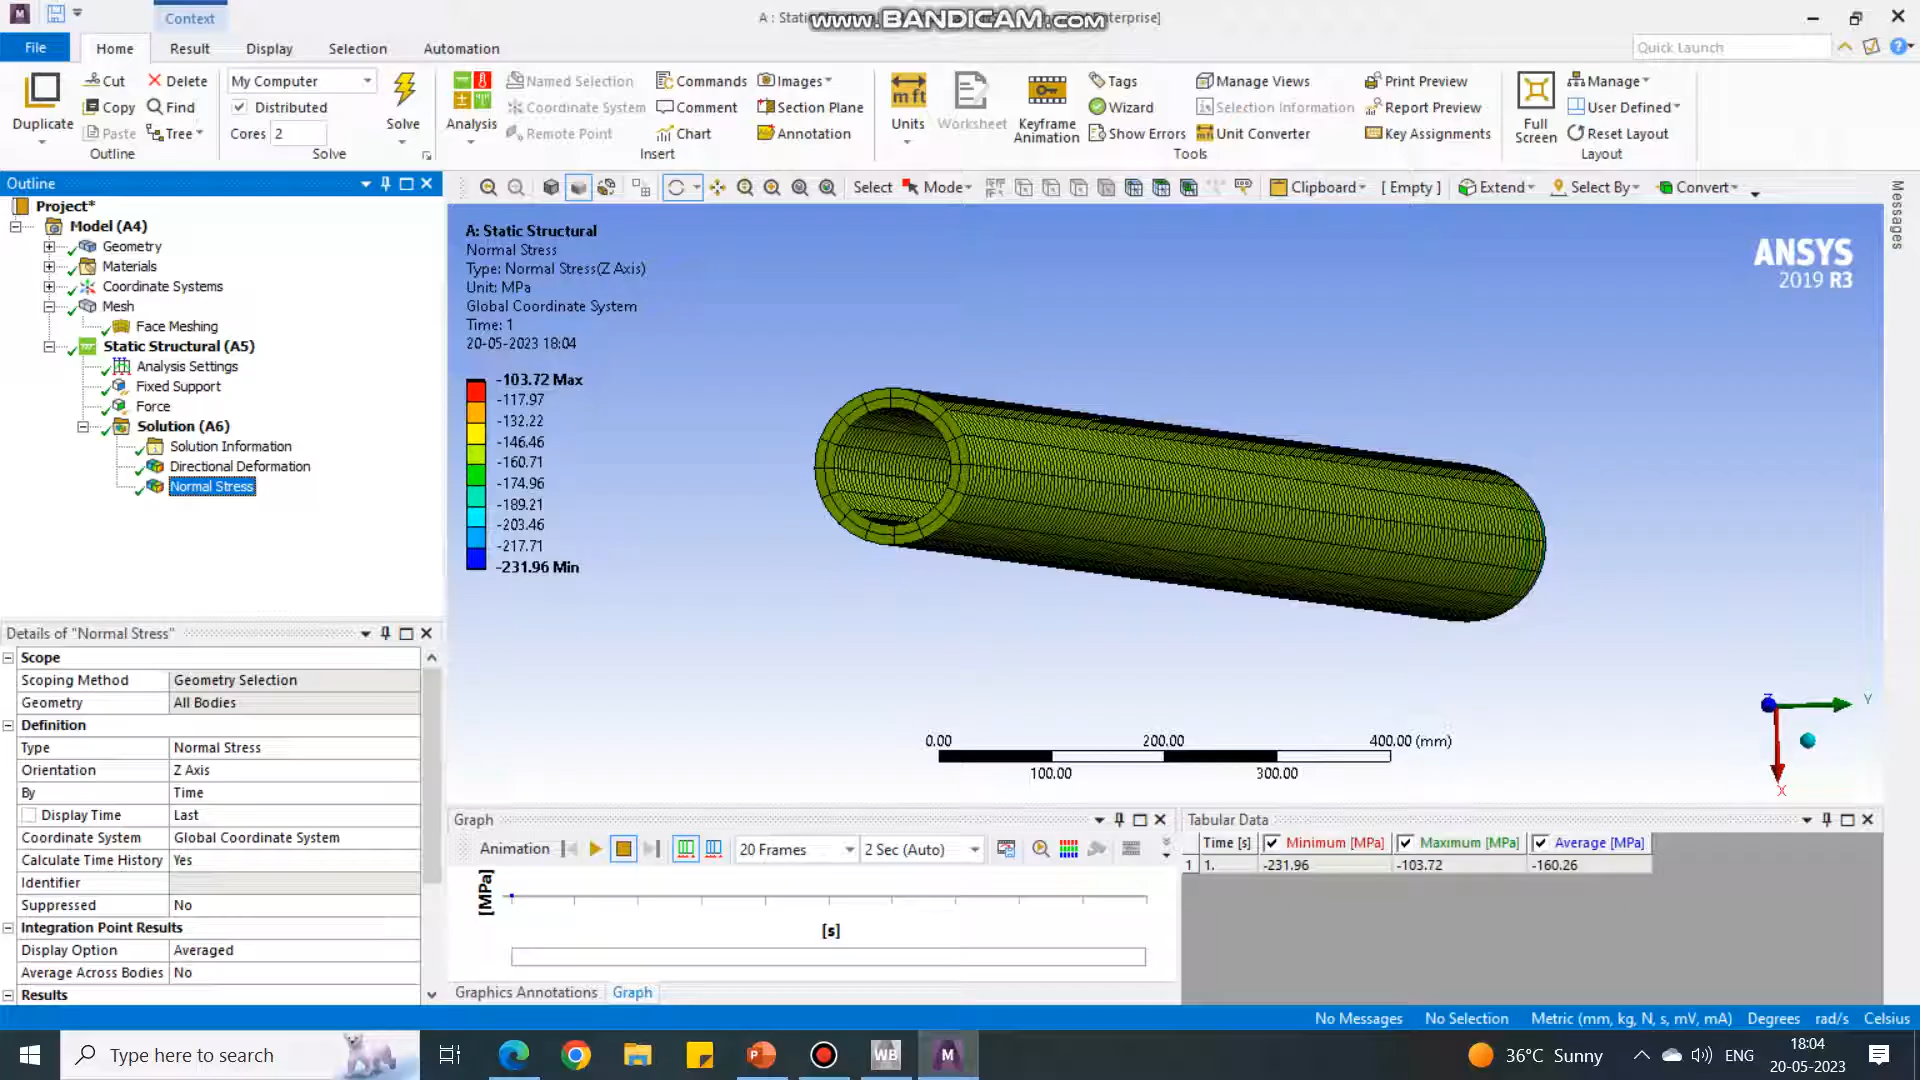 Context
A : Stati
www.BANDICAM.com
nterprise]
File
Home
Result
Display
Selection
Automation
Quick Launch
Duplicate
Cut
Copy
Paste
Delete
Find
Tree
Outline
My Computer
Distributed
Cores 2
Solve
Solve
Analysis
Named Selection
Coordinate System
Remote Point
Commands
Comment
Chart
Images
Section Plane
Annotation
Insert
Units
Worksheet
Keyframe
Animation
Tags
Wizard
Show Errors
Manage Views
Selection Information
Unit Converter
Print Preview
Report Preview
Key Assignments
Tools
Full
Screen
Manage
User Defined
Reset Layout
Layout
Outline
Select
Mode
Clipboard
[ Empty ]
Extend
Select By
Convert
Messages
Project*
Model (A4)
Geometry
Materials
Coordinate Systems
Mesh
Face Meshing
Static Structural (A5)
Analysis Settings
Fixed Support
Force
Solution (A6)
Solution Information
Directional Deformation
Normal Stress
A: Static Structural
Normal Stress
Type: Normal Stress(Z Axis)
Unit: MPa
Global Coordinate System
Time: 1
20-05-2023 18:04
-103.72 Max
-117.97
-132.22
-146.46
-160.71
-174.96
-189.21
-203.46
-217.71
-231.96 Min
ANSYS
2019 R3
0.00
200.00
400.00 (mm)
100.00
300.00
Z
Y
X
Details of "Normal Stress"
Scope
Scoping Method Geometry Selection
Geometry All Bodies
Definition
Type Normal Stress
Orientation Z Axis
By Time
Display Time Last
Coordinate System Global Coordinate System
Calculate Time History Yes
Identifier
Suppressed No
Integration Point Results
Display Option Averaged
Average Across Bodies No
Results
Graph
Animation
20 Frames
2 Sec (Auto)
[MPa]
[s]
Graphics Annotations
Graph
Tabular Data
Time [s] Minimum [MPa] Maximum [MPa] Average [MPa]
1 1. -231.96 -103.72 -160.26
No Messages
No Selection
Metric (mm, kg, N, s, mV, mA)
Degrees
rad/s
Celsius
Type here to search
WB
M
36°C Sunny
ENG
18:04
20-05-2023